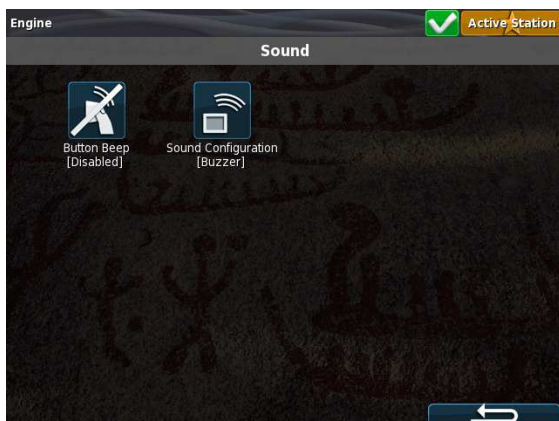 Engine
Active Station
Sound
Button Beep
[Disabled]
Sound Configuration
[Buzzer]